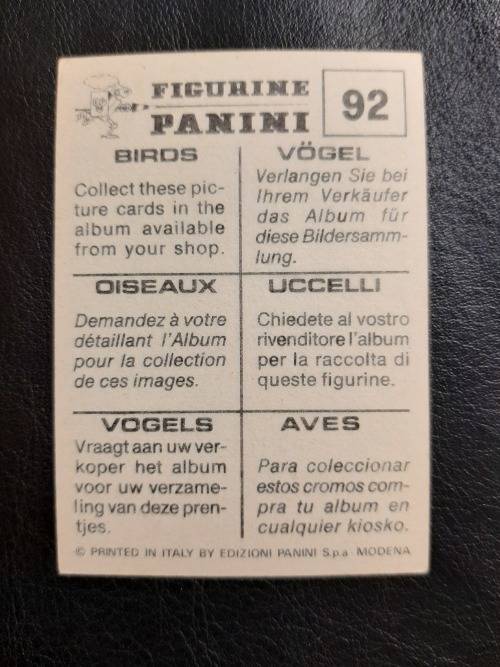 FIGURINE
PANINI
92
BIRDS
Collect these pic-
ture cards in the
album available
from your shop.
VÖGEL
Verlangen Sie bei
Ihrem Verkäufer
das Album für
diese Bildersamm-
lung.
OISEAUX
Demandez à votre
détaillant l'Album
pour la collection
de ces images.
UCCELLI
Chiedete al vostro
rivenditore l'album
per la raccolta di
queste figurine.
VOGELS
Vraagt aan uw ver-
koper het album
voor uw verzame-
ling van deze pren-
tjes.
AVES
Para coleccionar
estos cromos com-
pra tu album en
cualquier kiosko.
© PRINTED IN ITALY BY EDIZIONI PANINI S.p.a. MODENA